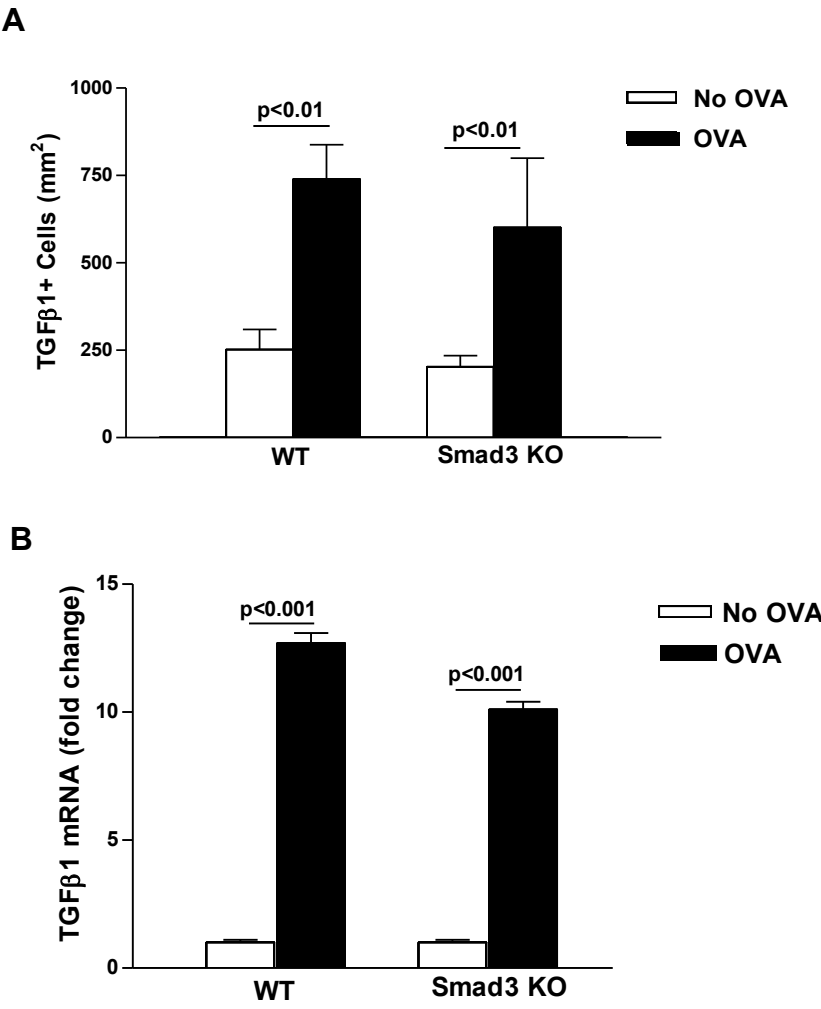 A
1000
750
500
250
0
TGFβ1+ Cells (mm²)
p<0.01
p<0.01
No OVA
OVA
WT
Smad3 KO
B
15
10
5
0
TGFβ1 mRNA (fold change)
p<0.001
p<0.001
No OVA
OVA
WT
Smad3 KO